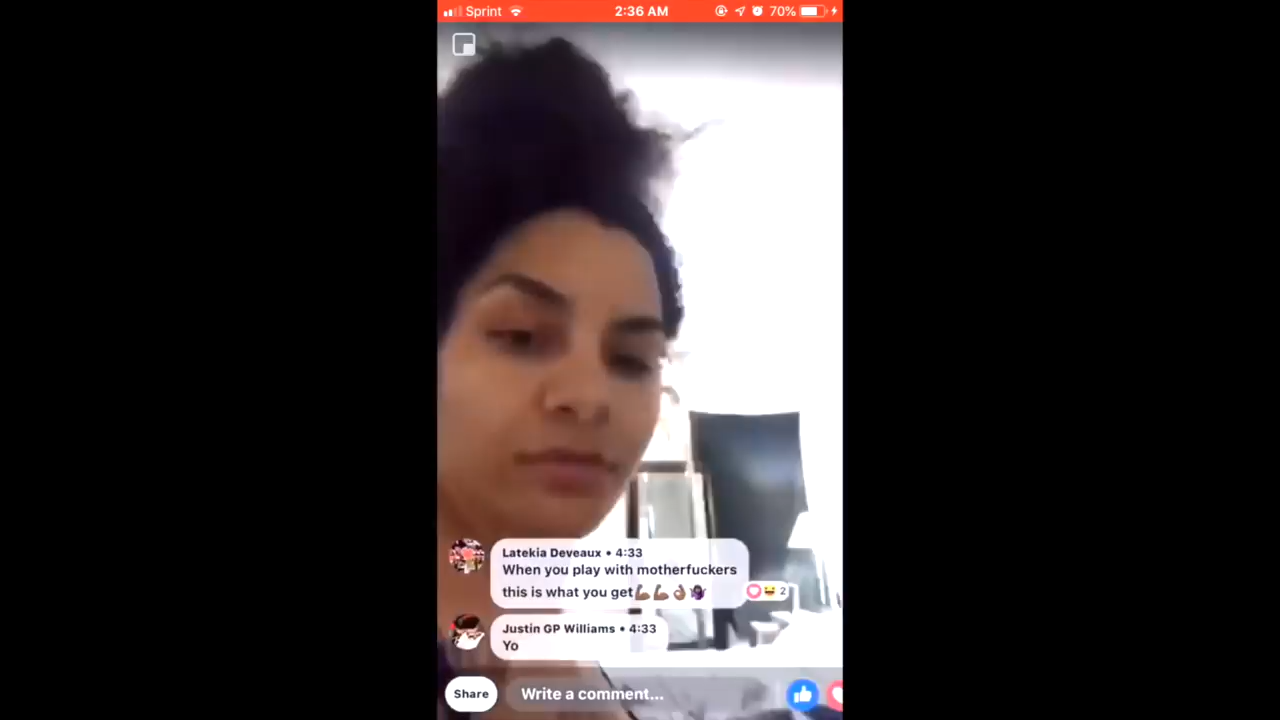 Sprint 2:36 AM 70%
Latekia Deveaux • 4:33
When you play with motherfuckers
this is what you get💪🏽💪🏽👌🏽🤷🏾‍♀️
2
Justin GP Williams • 4:33
Yo
Share Write a comment...